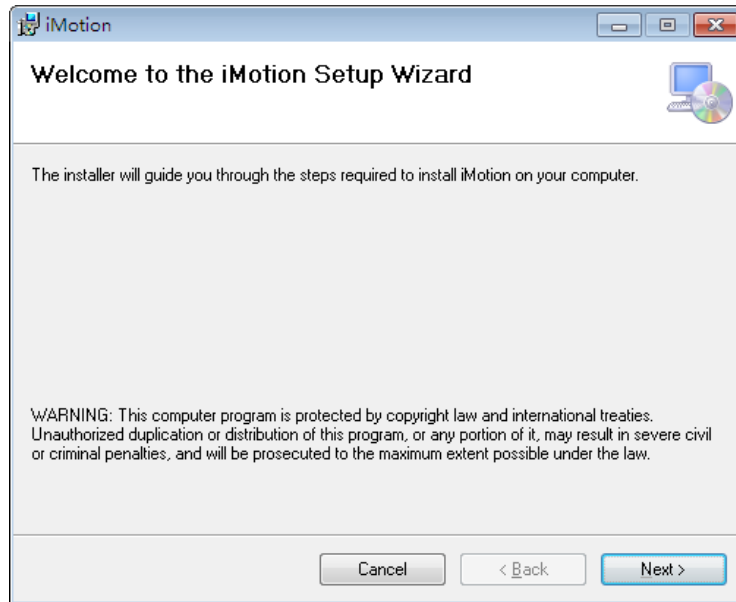 iMotion
Welcome to the iMotion Setup Wizard
The installer will guide you through the steps required to install iMotion on your computer.
WARNING: This computer program is protected by copyright law and international treaties.
Unauthorized duplication or distribution of this program, or any portion of it, may result in severe civil
or criminal penalties, and will be prosecuted to the maximum extent possible under the law.
Cancel < Back Next >